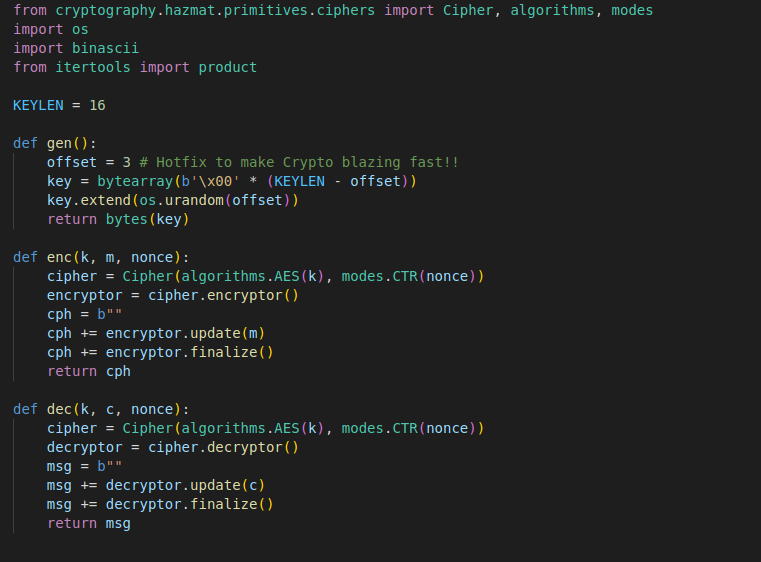 from cryptography.hazmat.primitives.ciphers import Cipher, algorithms, modes
import os
import binascii
from itertools import product

KEYLEN = 16

def gen():
    offset = 3 # Hotfix to make Crypto blazing fast!!
    key = bytearray(b'\x00' * (KEYLEN - offset))
    key.extend(os.urandom(offset))
    return bytes(key)

def enc(k, m, nonce):
    cipher = Cipher(algorithms.AES(k), modes.CTR(nonce))
    encryptor = cipher.encryptor()
    cph = b""
    cph += encryptor.update(m)
    cph += encryptor.finalize()
    return cph

def dec(k, c, nonce):
    cipher = Cipher(algorithms.AES(k), modes.CTR(nonce))
    decryptor = cipher.decryptor()
    msg = b""
    msg += decryptor.update(c)
    msg += decryptor.finalize()
    return msg